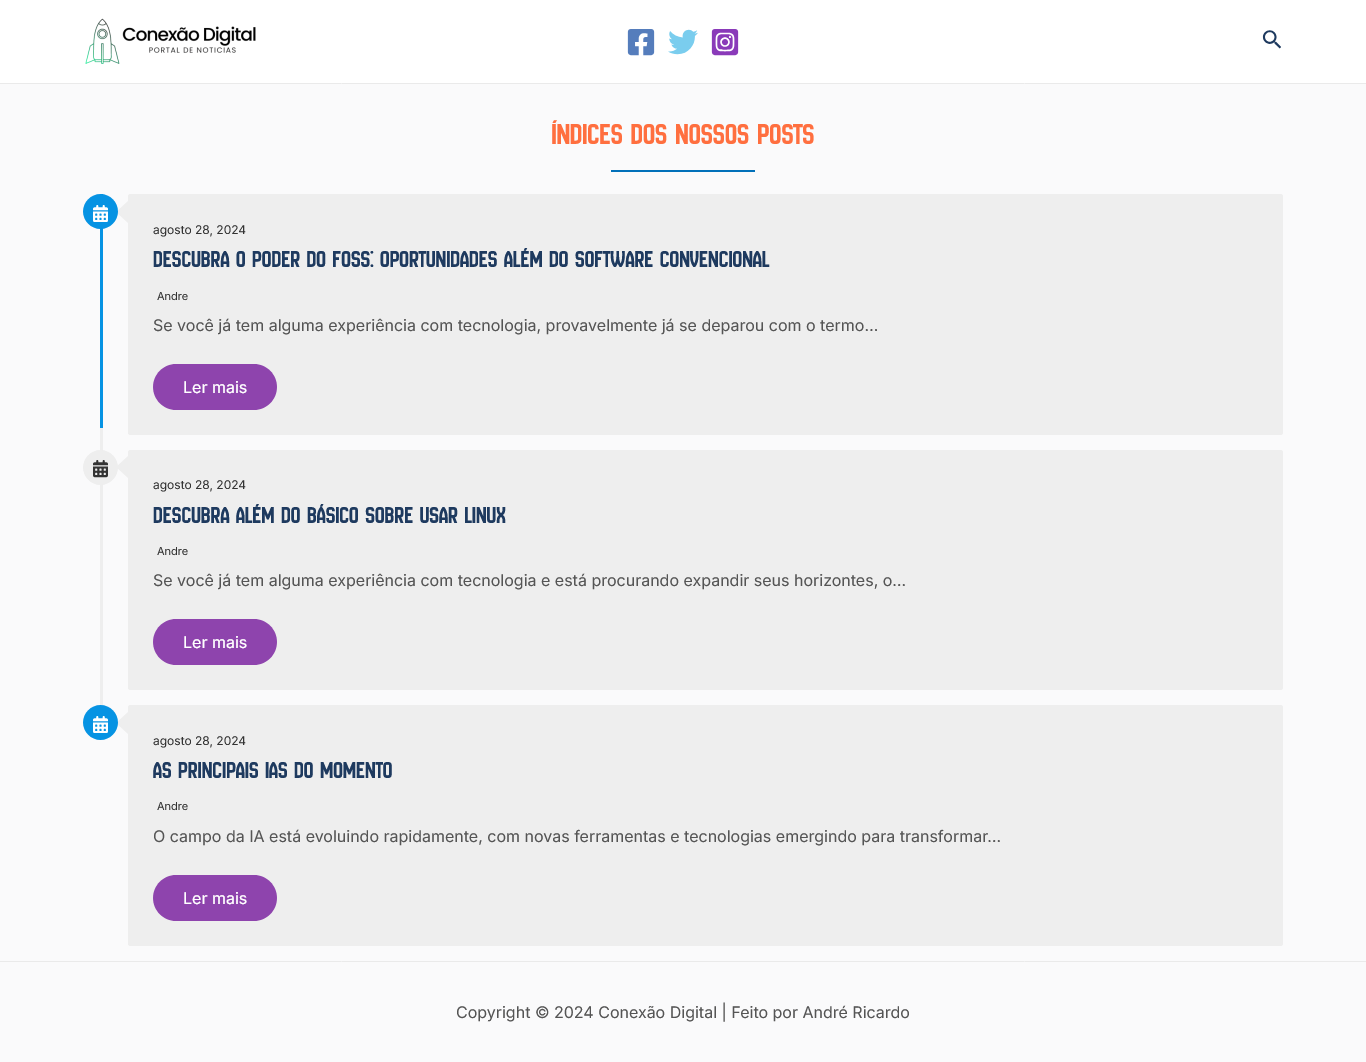 Conexão Digital
PORTAL DE NOTICIAS
ÍNDICES DOS NOSSOS POSTS
agosto 28, 2024
DESCUBRA O PODER DO FOSS: OPORTUNIDADES ALÉM DO SOFTWARE CONVENCIONAL
Andre
Se você já tem alguma experiência com tecnologia, provavelmente já se deparou com o termo…
Ler mais
agosto 28, 2024
DESCUBRA ALÉM DO BÁSICO SOBRE USAR LINUX
Andre
Se você já tem alguma experiência com tecnologia e está procurando expandir seus horizontes, o…
Ler mais
agosto 28, 2024
AS PRINCIPAIS IAS DO MOMENTO
Andre
O campo da IA está evoluindo rapidamente, com novas ferramentas e tecnologias emergindo para transformar…
Ler mais
Copyright © 2024 Conexão Digital | Feito por André Ricardo